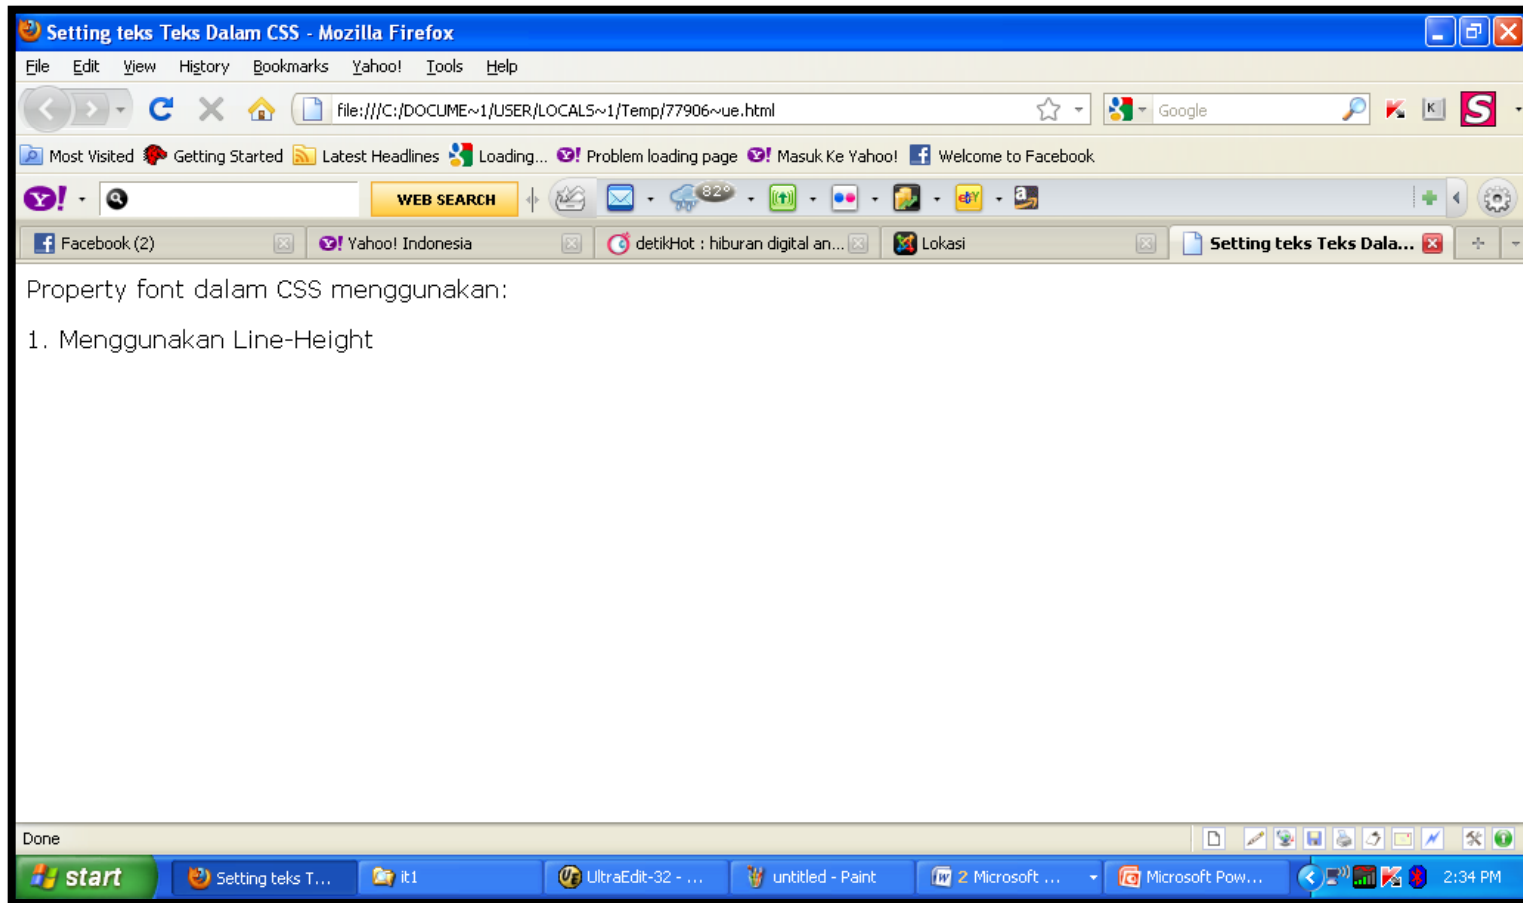 Setting teks Teks Dalam CSS - Mozilla Firefox
File Edit View History Bookmarks Yahoo! Tools Help
file:///C:/DOCUME~1/USER/LOCALS~1/Temp/77906~ue.html Google K S
Most Visited Getting Started Latest Headlines Loading... Problem loading page Masuk Ke Yahoo! Welcome to Facebook
Y! WEB SEARCH 82° ebY a
Facebook (2) Yahoo! Indonesia detikHot : hiburan digital an... Lokasi Setting teks Teks Dala...
Property font dalam CSS menggunakan:
1. Menggunakan Line-Height
Done
start Setting teks T... it1 UltraEdit-32 - ... untitled - Paint 2 Microsoft ... Microsoft Pow... 2:34 PM